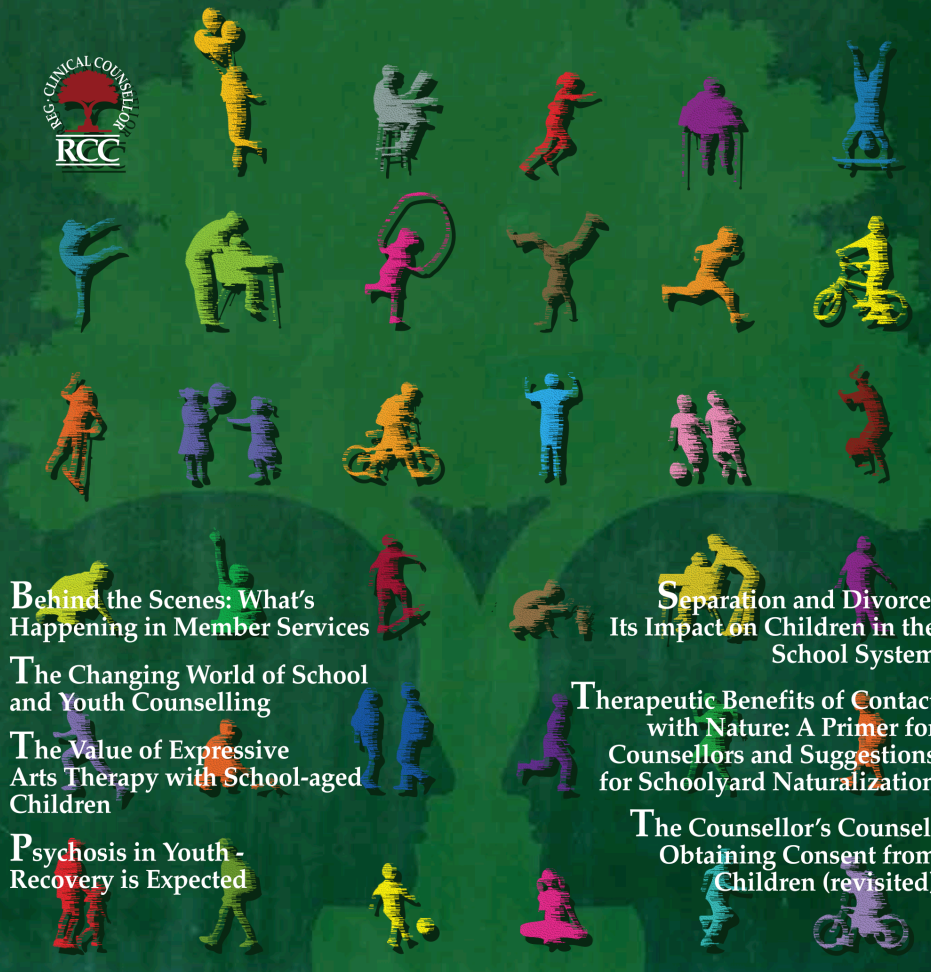 REG. CLINICAL COUNSELLOR
RCC
Behind the Scenes: What's
Happening in Member Services
The Changing World of School
and Youth Counselling
The Value of Expressive
Arts Therapy with School-aged
Children
Psychosis in Youth -
Recovery is Expected
Separation and Divorce
Its Impact on Children in the
School System
Therapeutic Benefits of Contact
with Nature: A Primer for
Counsellors and Suggestions
for Schoolyard Naturalization
The Counsellor's Counsel
Obtaining Consent from
Children (revisited)